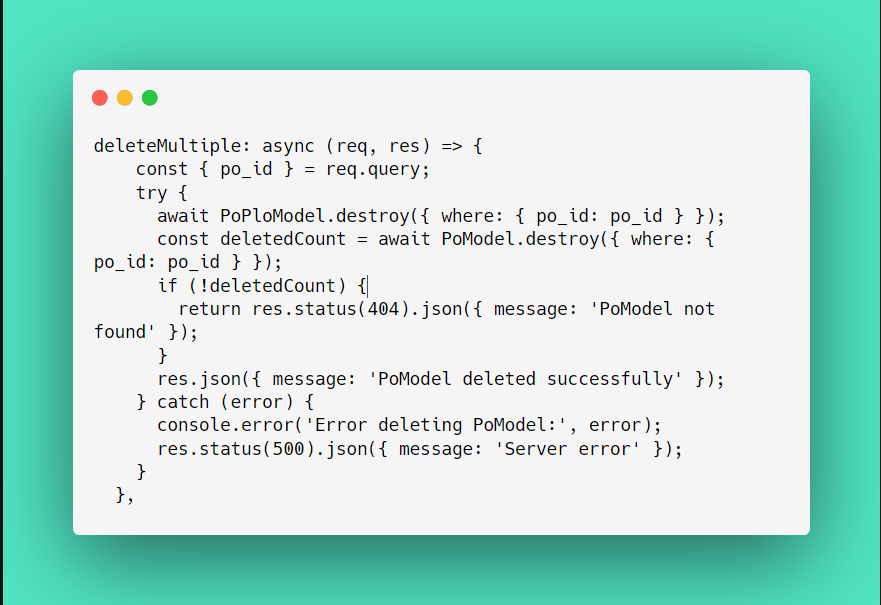 deleteMultiple: async (req, res) => {
    const { po_id } = req.query;
    try {
      await PoPloModel.destroy({ where: { po_id: po_id } });
      const deletedCount = await PoModel.destroy({ where: {
po_id: po_id } });
      if (!deletedCount) {
        return res.status(404).json({ message: 'PoModel not
found' });
      }
      res.json({ message: 'PoModel deleted successfully' });
    } catch (error) {
      console.error('Error deleting PoModel:', error);
      res.status(500).json({ message: 'Server error' });
    }
  },